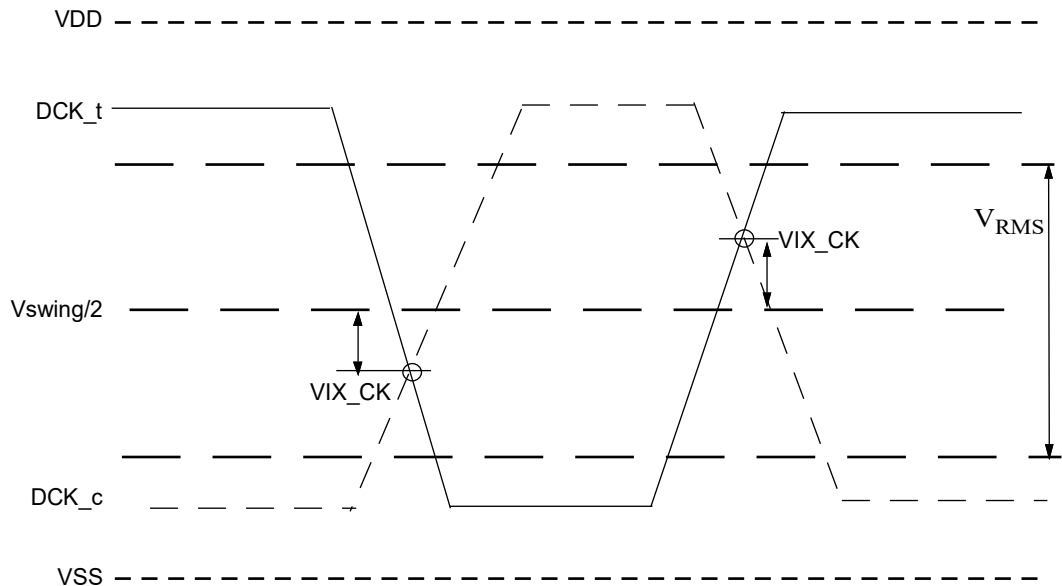 VDD
DCK_t
VRMS
VIX_CK
Vswing/2
VIX_CK
DCK_c
VSS